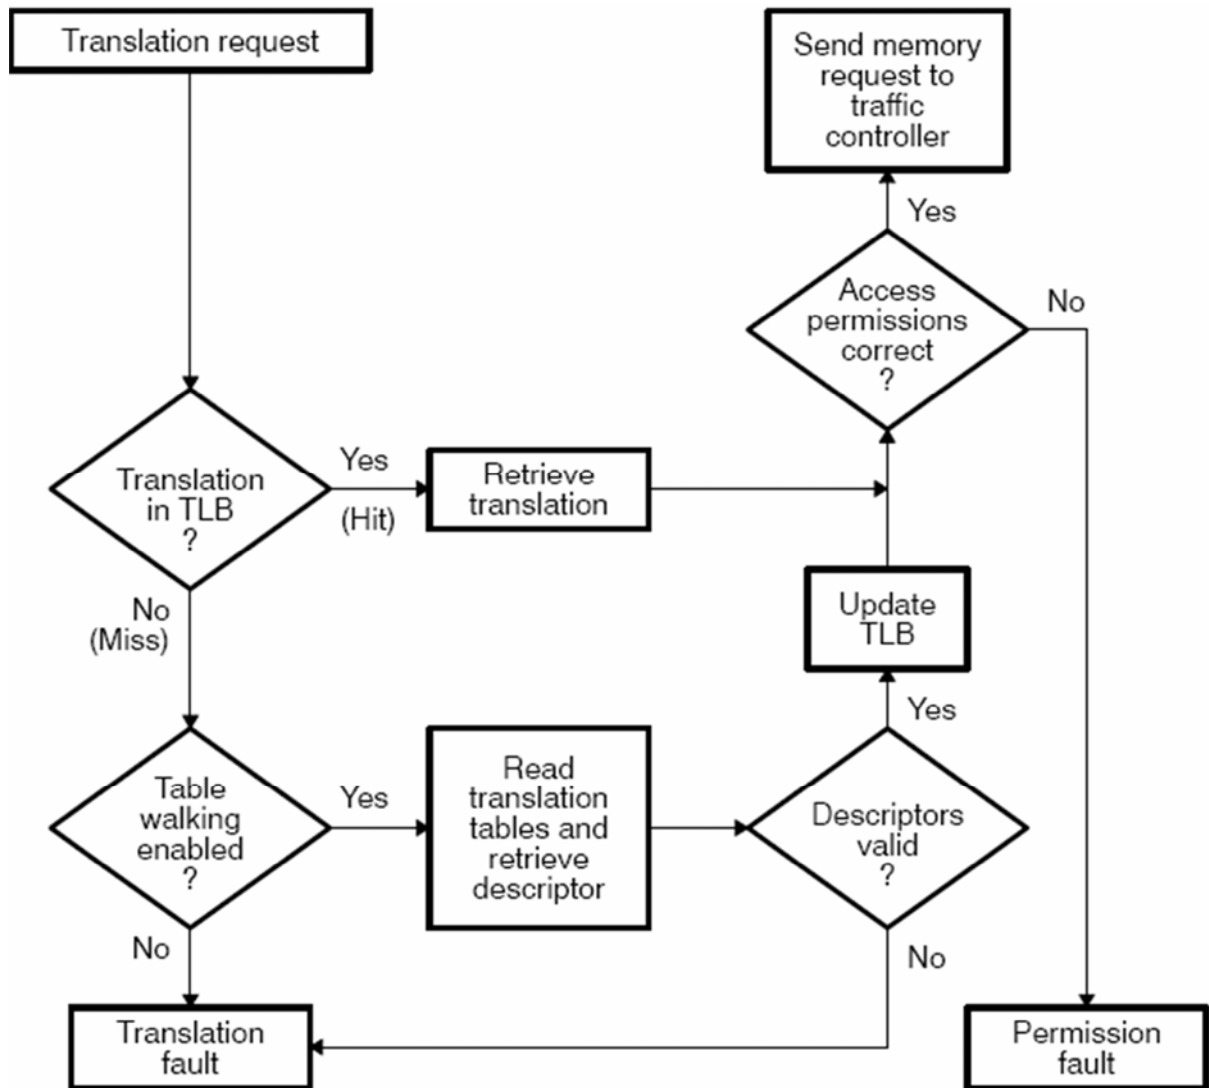 Translation request
Send memory
request to
traffic
controller
Yes
Access
permissions
correct
?
No
Translation
in TLB
?
Yes
(Hit)
Retrieve
translation
No
(Miss)
Update
TLB
Yes
Table
walking
enabled
?
Yes
Read
translation
tables and
retrieve
descriptor
Descriptors
valid
?
No
No
Translation
fault
Permission
fault